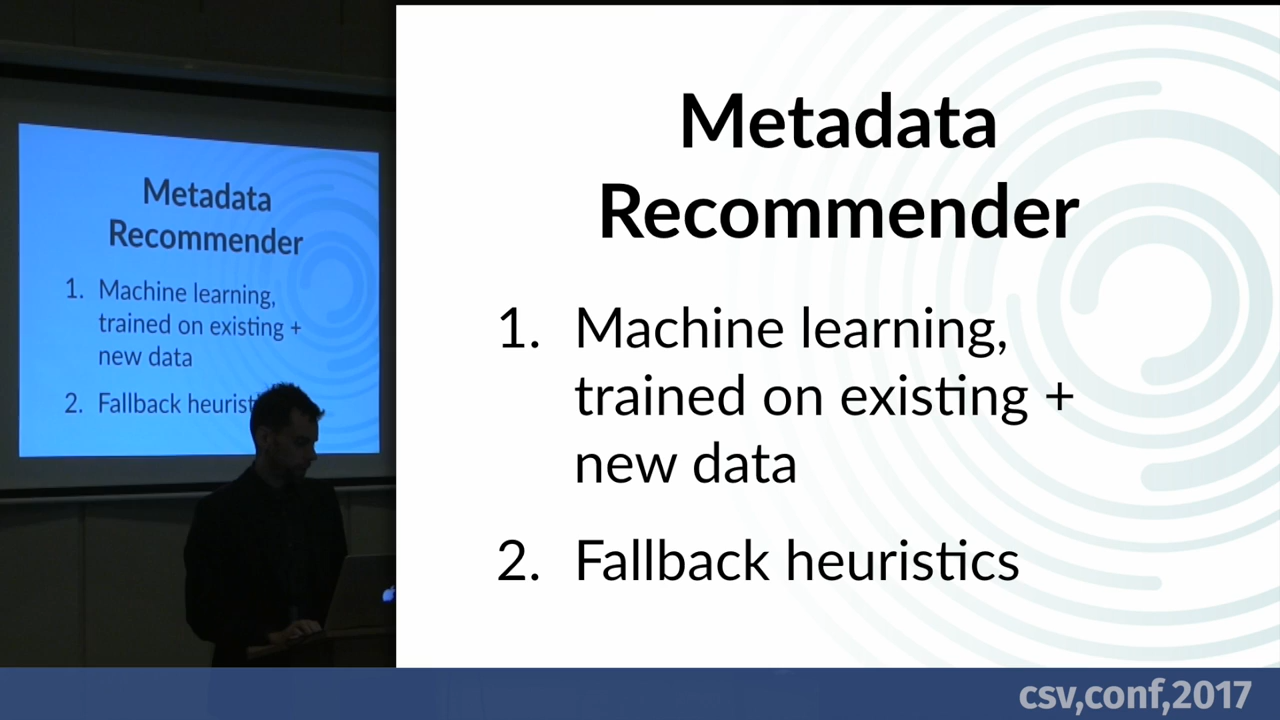 Metadata
Recommender
1. Machine learning,
trained on existing +
new data
2. Fallback heurist
Metadata
Recommender
1. Machine learning,
trained on existing +
new data
2. Fallback heuristics
csv,conf,2017